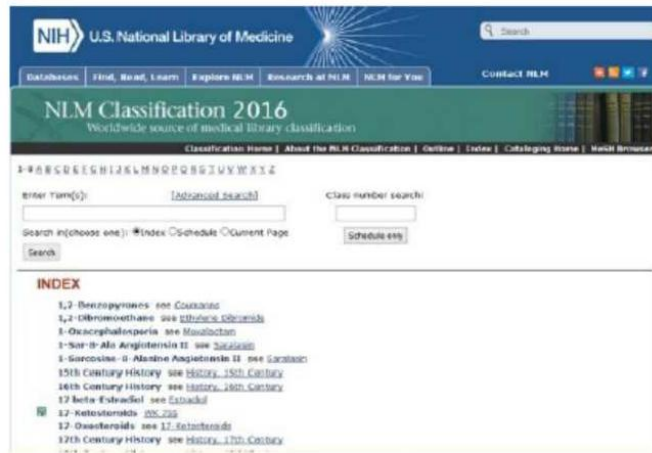 NIH U.S. National Library of Medicine
Search
Databases Find, Read, Learn Explore NLM Research at NLM NLM for You Contact NLM
NLM Classification 2016
Worldwide source of medical library classification
Classification Home | About the NLM Classification | Outline | Index | Cataloging Home | MeSH Browser
1-9 A B C D E F G H I J K L M N O P Q R S T U V W X Y Z
Enter Term(s): [Advanced Search] Class number search:
Search in(choose one): Index Schedule Current Page Schedule only
Search
INDEX
1,2-Benzopyrones see Coumarins
1,2-Dibromoethane see Ethylene Dibromide
1-Oxacephalosporin see Moxalactam
1-Sar-8-Ala Angiotensin II see Saralasin
1-Sarcosine-8-Alanine Angiotensin II see Saralasin
15th Century History see History, 15th Century
16th Century History see History, 16th Century
17 beta-Estradiol see Estradiol
17-Ketosteroids WK 755
17-Oxosteroids see 17-Ketosteroids
17th Century History see History, 17th Century